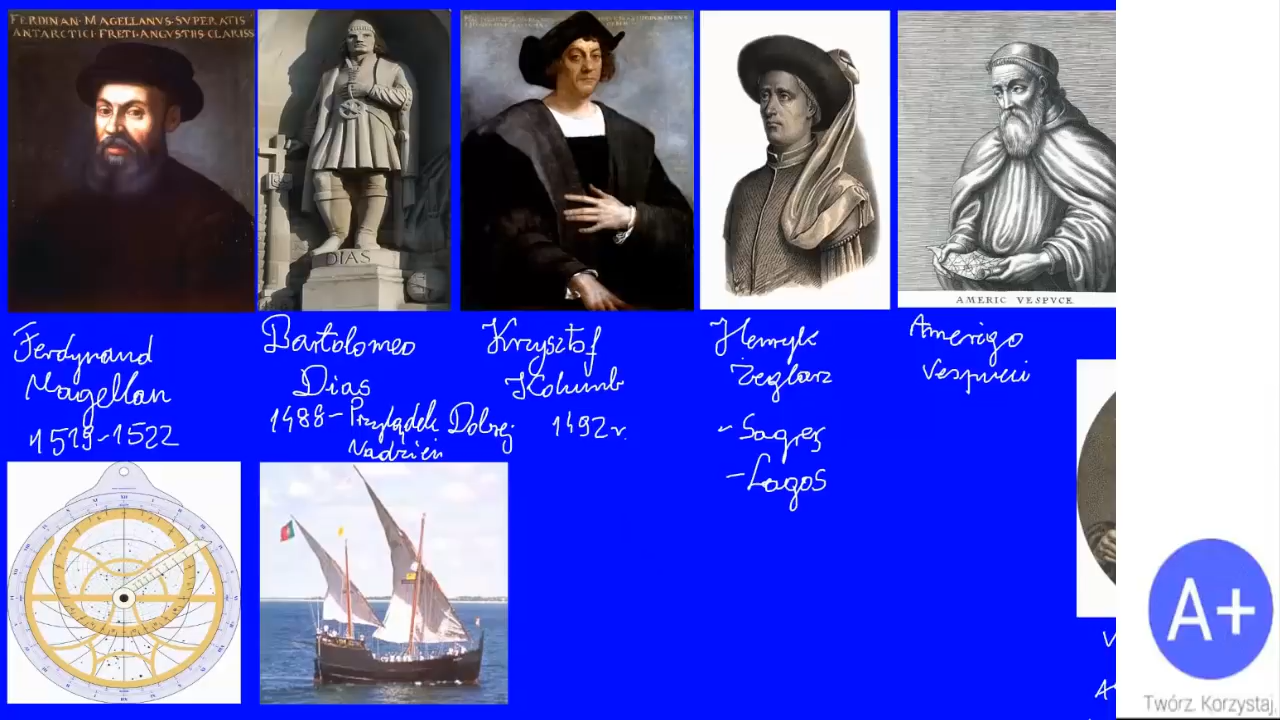 FERDINAN·MAGELLANVS·SVPERATIS
ANTARCTICI·FRETI·ANGVSTIIS·CLARISS
DIAS
AMERIC VESPVCE
Ferdynand
Magellan
1519-1522
Bartolomeo
Dias
1488-Przylądek Dobrej
Nadziei
Krzysztof
Kolumb
1492r.
Henryk
Żeglarz
- Sagres
- Lagos
Amerigo
Vespucci
A+
Twórz. Korzystaj.